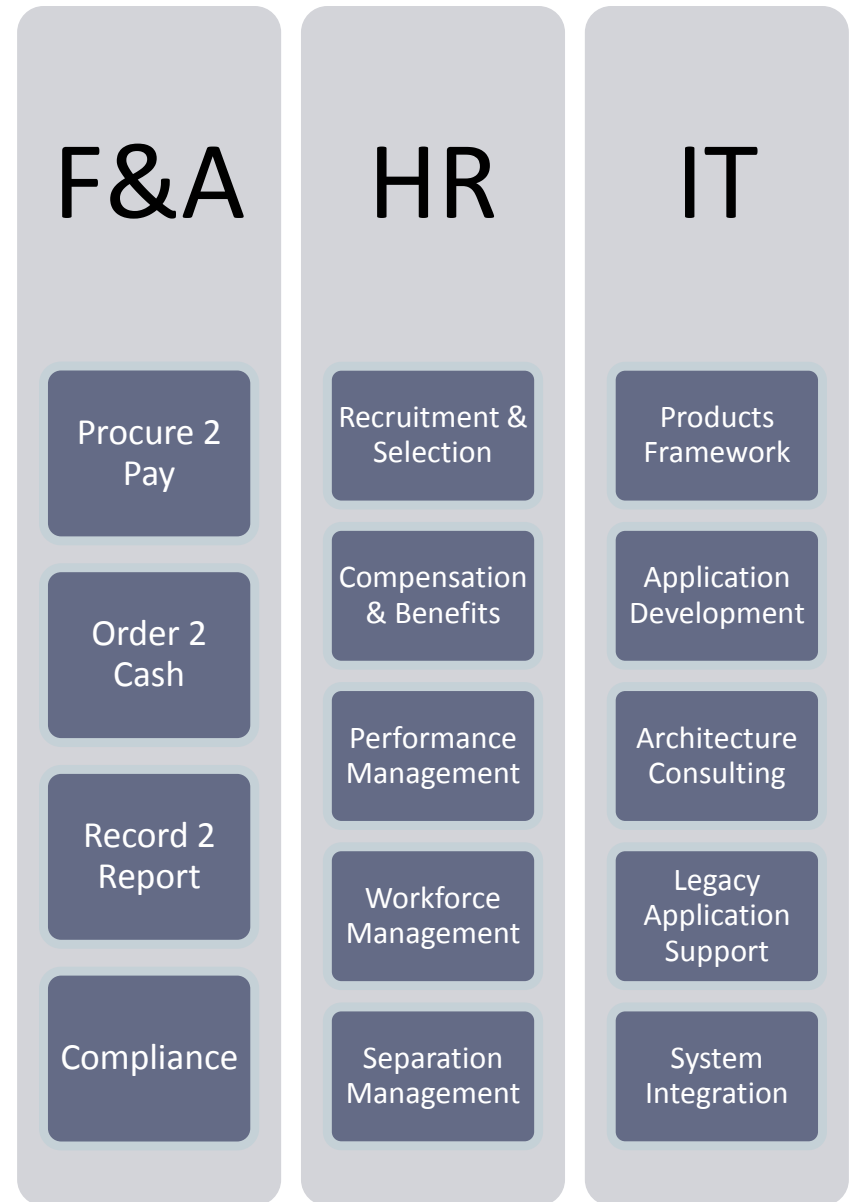 F&A
Procure 2
Pay
Order 2
Cash
Record 2
Report
Compliance
HR
Recruitment &
Selection
Compensation
& Benefits
Performance
Management
Workforce
Management
Separation
Management
IT
Products
Framework
Application
Development
Architecture
Consulting
Legacy
Application
Support
System
Integration